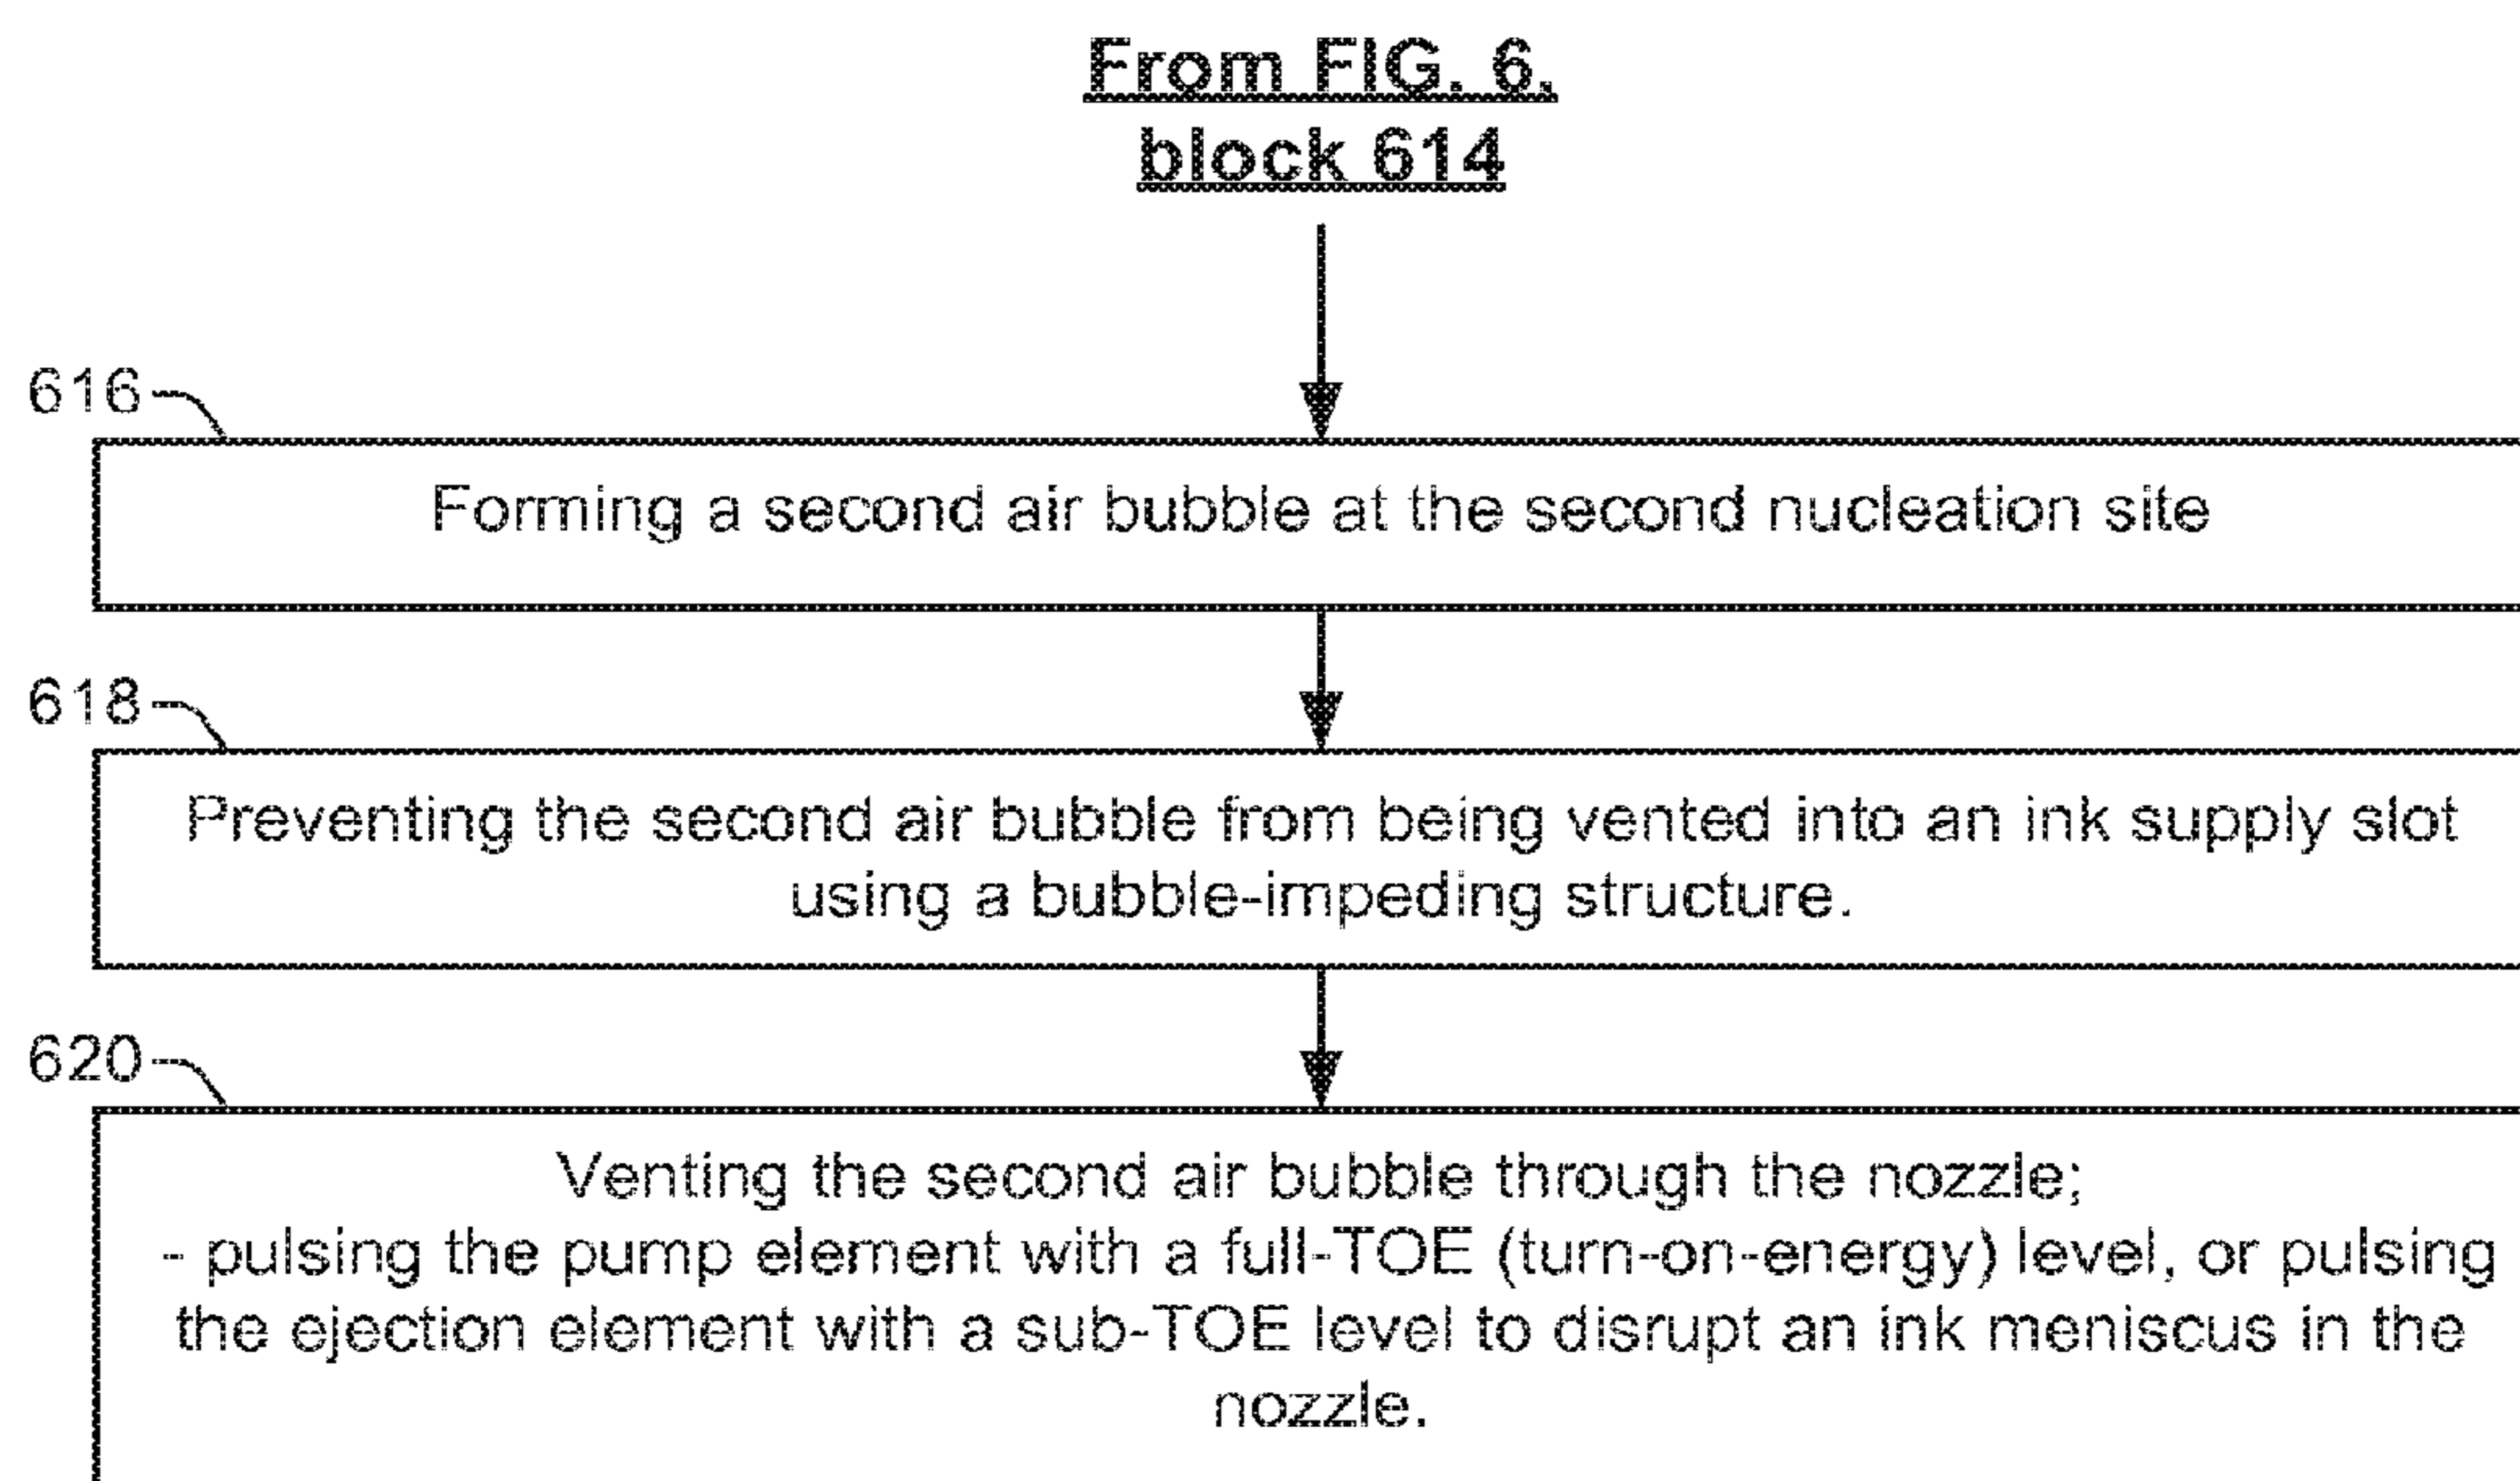 From FIG. 6,
block 614
616
Forming a second air bubble at the second nucleation site
618
Preventing the second air bubble from being vented into an ink supply slot
using a bubble-impeding structure.
620
Venting the second air bubble through the nozzle;
- pulsing the pump element with a full-TOE (turn-on-energy) level, or pulsing
the ejection element with a sub-TOE level to disrupt an ink meniscus in the
nozzle.